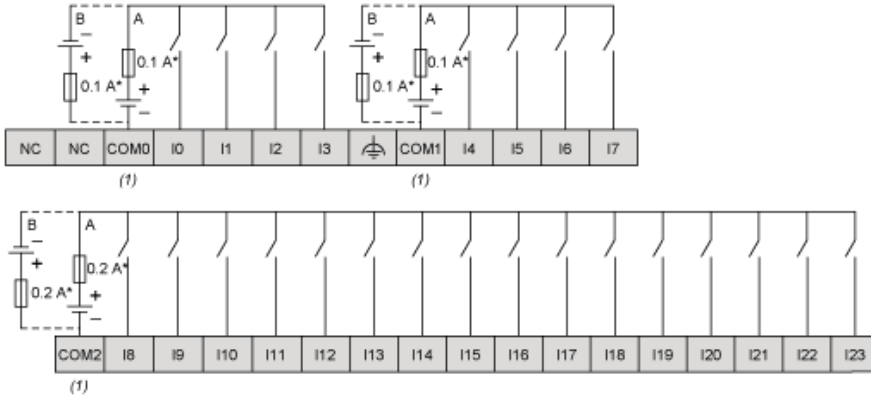 B A B A
− −
+ 0.1 A* + 0.1 A*
0.1 A* + 0.1 A* +
− −
NC NC COM0 I0 I1 I2 I3 COM1 I4 I5 I6 I7
(1) (1)
B A
−
+ 0.2 A*
0.2 A* +
−
COM2 I8 I9 I10 I11 I12 I13 I14 I15 I16 I17 I18 I19 I20 I21 I22 I23
(1)